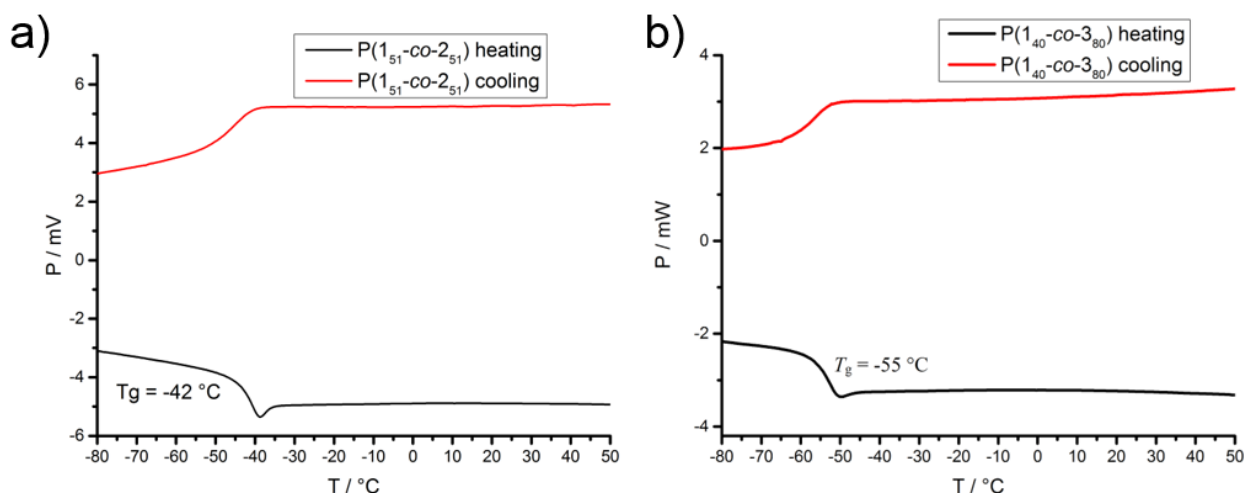 a)
P(1₅₁-co-2₅₁) heating
P(1₅₁-co-2₅₁) cooling
6
4
2
0
-2
-4
-6
P / mV
Tg = -42 °C
-80 -70 -60 -50 -40 -30 -20 -10 0 10 20 30 40 50
T / °C
b)
P(1₄₀-co-3₈₀) heating
P(1₄₀-co-3₈₀) cooling
4
2
0
-2
-4
P / mW
Tg = -55 °C
-80 -70 -60 -50 -40 -30 -20 -10 0 10 20 30 40 50
T / °C